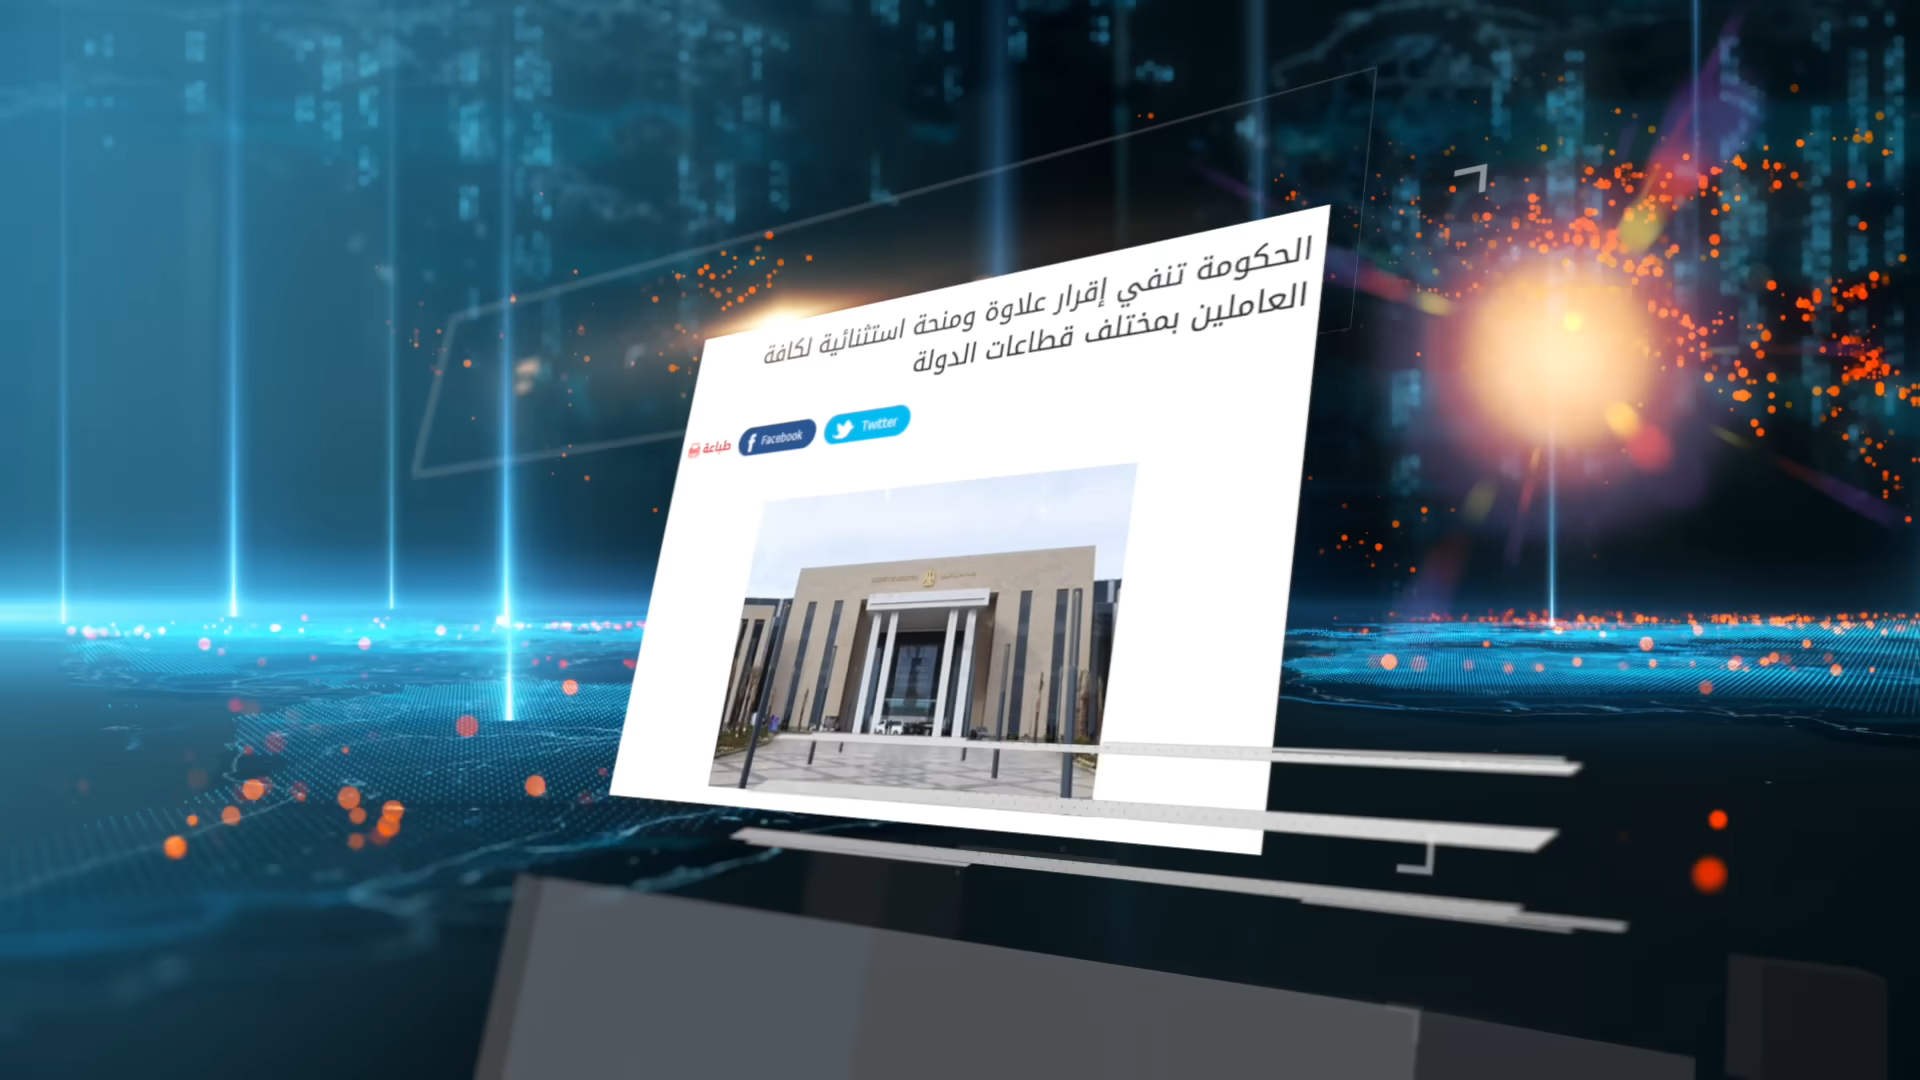 الحكومة تنفي إقرار علاوة ومنحة استثنائية لكافة
العاملين بمختلف قطاعات الدولة
Twitter
Facebook
طباعة